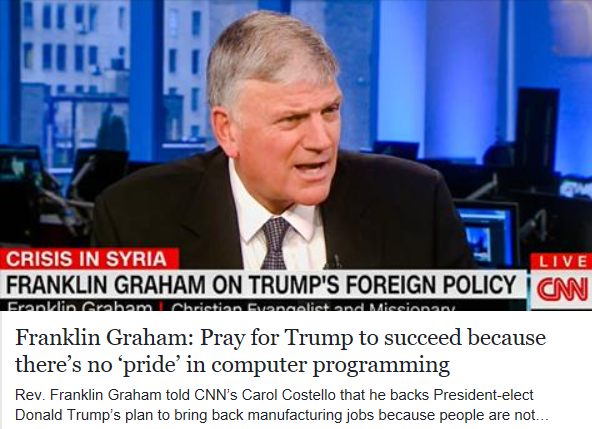 CRISIS IN SYRIA
LIVE
FRANKLIN GRAHAM ON TRUMP'S FOREIGN POLICY
CNN
Franklin Graham | Christian Evangelist and Missionary
Franklin Graham: Pray for Trump to succeed because
there’s no ‘pride’ in computer programming
Rev. Franklin Graham told CNN’s Carol Costello that he backs President-elect
Donald Trump’s plan to bring back manufacturing jobs because people are not…